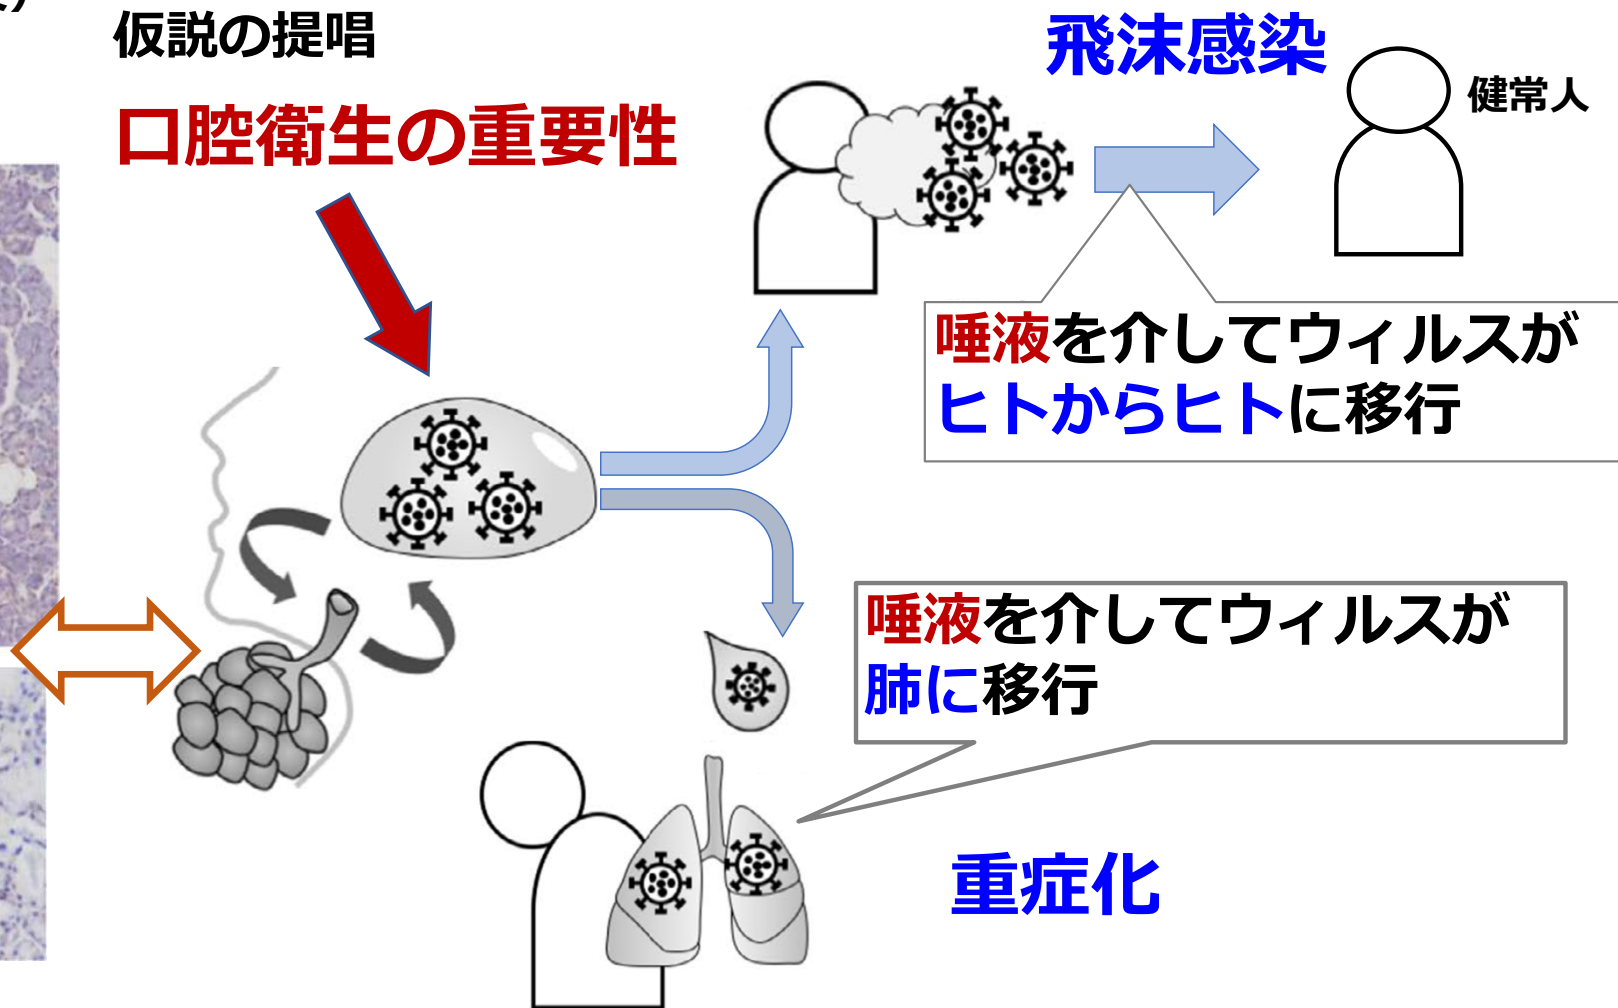 仮説の提唱
口腔衛生の重要性
飛沫感染
健常人
唾液を介してウィルスが
ヒトからヒトに移行
唾液を介してウィルスが
肺に移行
重症化